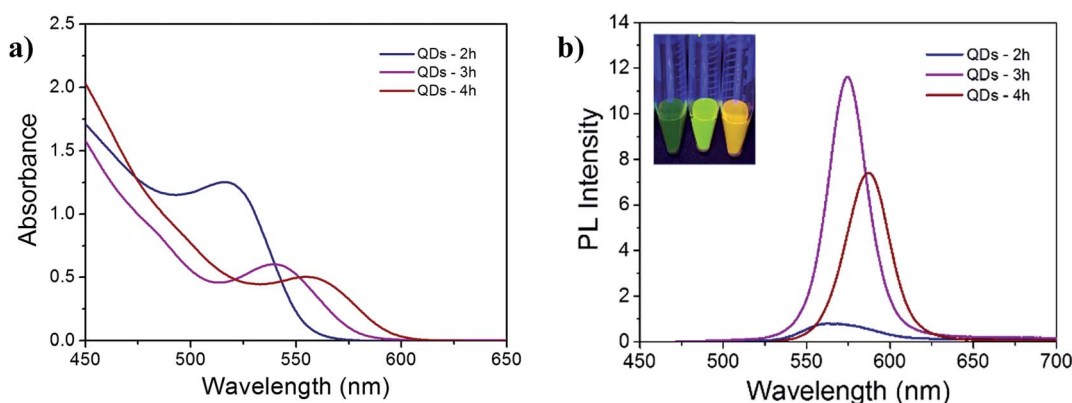 a)
2.5
2.0
1.5
1.0
0.5
0.0
Absorbance
QDs - 2h
QDs - 3h
QDs - 4h
450 500 550 600 650
Wavelength (nm)
b)
14
12
10
8
6
4
2
0
PL Intensity
QDs - 2h
QDs - 3h
QDs - 4h
450 500 550 600 650 700
Wavelength (nm)